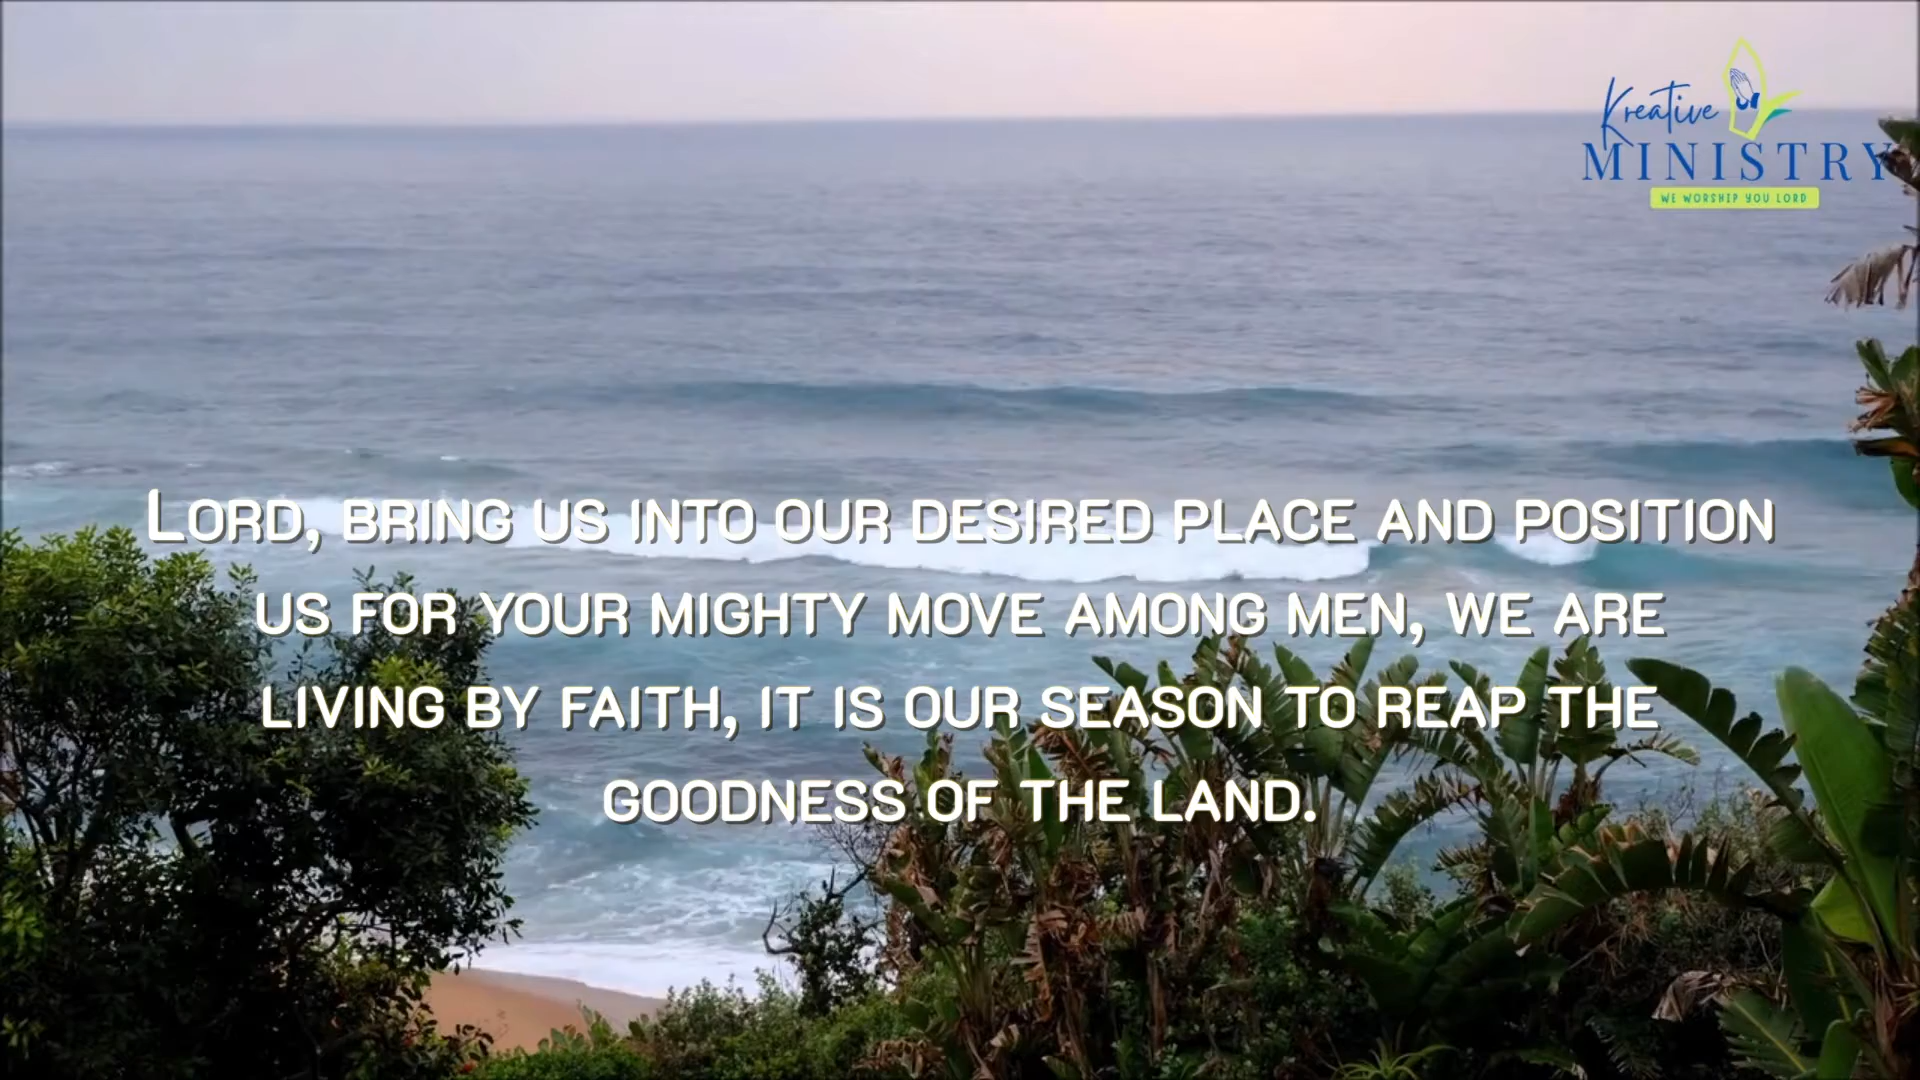 Kreative
MINISTRY
WE WORSHIP YOU LORD
Lord, bring us into our desired place and position
us for your mighty move among men, we are
living by faith, it is our season to reap the
goodness of the land.